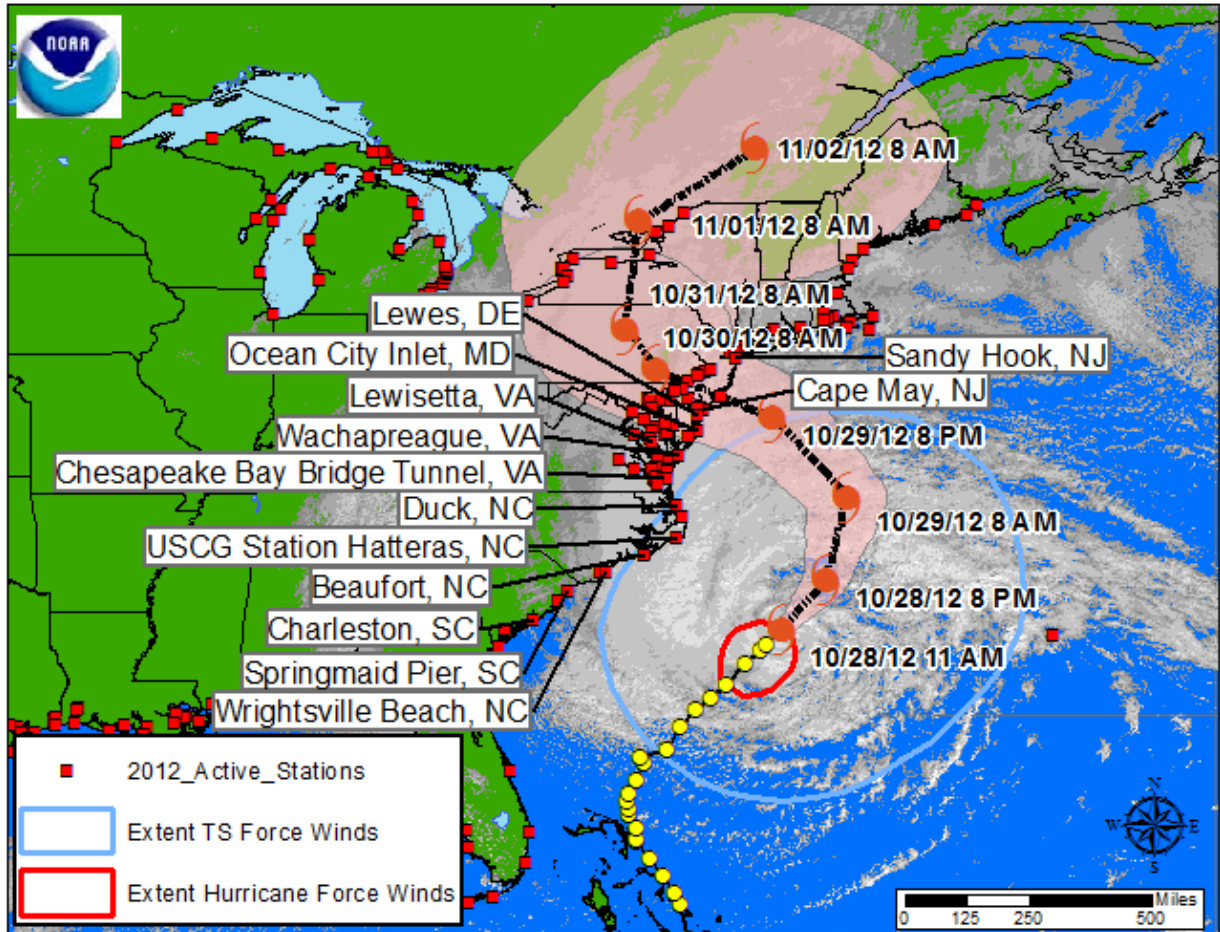 NOAA
11/02/12 8 AM
11/01/12 8 AM
10/31/12 8 AM
Lewes, DE
10/30/12 8 AM
Ocean City Inlet, MD
Sandy Hook, NJ
Lewisetta, VA
Cape May, NJ
Wachapreague, VA
10/29/12 8 PM
Chesapeake Bay Bridge Tunnel, VA
Duck, NC
10/29/12 8 AM
USCG Station Hatteras, NC
Beaufort, NC
10/28/12 8 PM
Charleston, SC
10/28/12 11 AM
Springmaid Pier, SC
Wrightsville Beach, NC
2012_Active_Stations
Extent TS Force Winds
Extent Hurricane Force Winds
N
W E
S
Miles
0 125 250 500